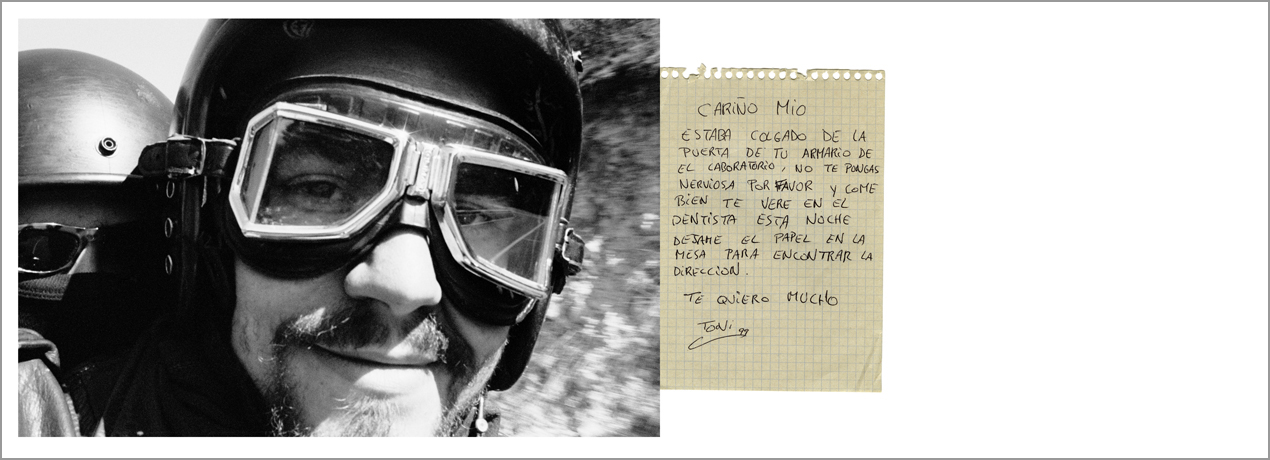 CARIÑO MIO
ESTABA COLGADO DE LA
PUERTA DE TU ARMARIO DE
EL LABORATORIO, NO TE PONGAS
NERVIOSA POR FAVOR Y COME
BIEN TE VERE EN EL
DENTISTA ESTA NOCHE
DEJAME EL PAPEL EN LA
MESA PARA ENCONTRAR LA
DIRECCION.
TE QUIERO MUCHO
TONI 99